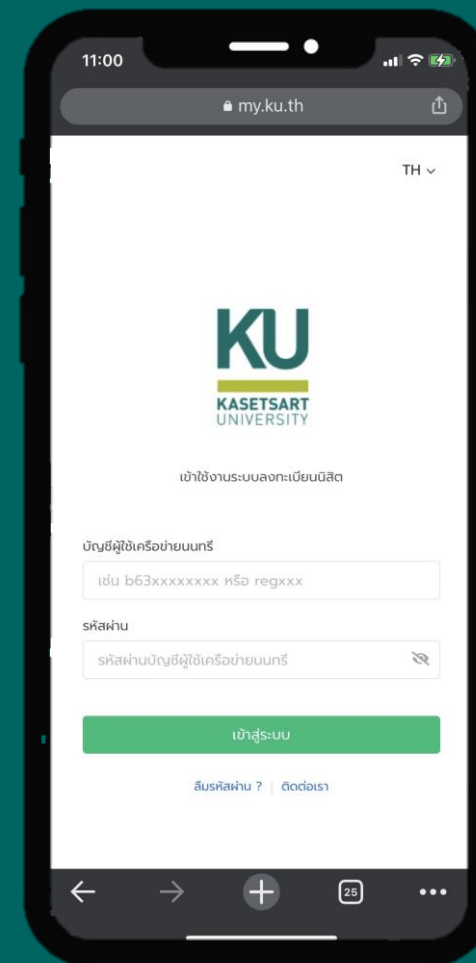 11:00
my.ku.th
TH
KU
KASETSART
UNIVERSITY
เข้าใช้งานระบบลงทะเบียนนิสิต
บัญชีผู้ใช้เครือข่ายนนทรี
เช่น b63xxxxxxxx หรือ regxxx
รหัสผ่าน
รหัสผ่านบัญชีผู้ใช้เครือข่ายนนทรี
เข้าสู่ระบบ
ลืมรหัสผ่าน ? | ติดต่อเรา
25